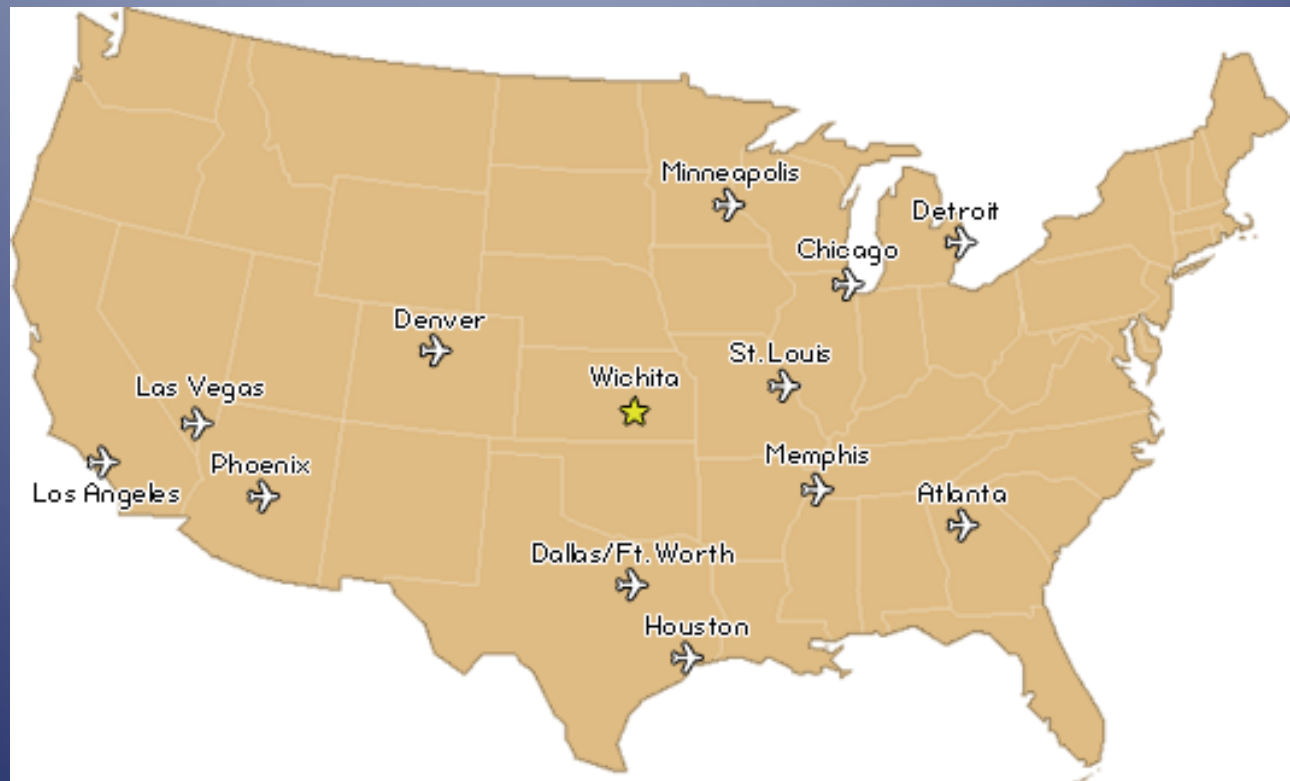 Minneapolis
Detroit
Chicago
Denver
St.Louis
Wichita
Las Vegas
Memphis
Phoenix
Los Angeles
Atlanta
Dallas/Ft.Worth
Houston